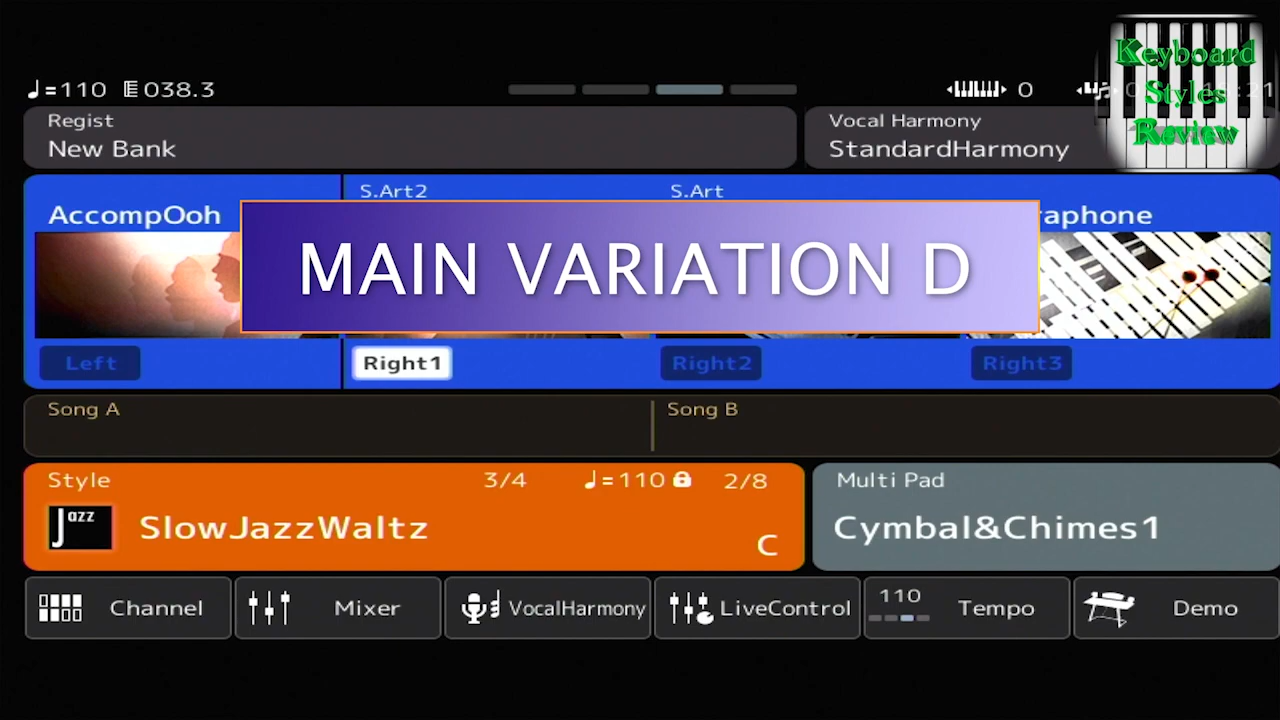 ♩=110 038.3
0
Keyboard
Styles
Review
Regist
New Bank
Vocal Harmony
StandardHarmony
S.Art2
S.Art
AccompOoh
MAIN VARIATION D
Left
Right1
Right2
Right3
Song A
Song B
Style
3/4 ♩=110 2/8
Jazz
SlowJazzWaltz
C
Multi Pad
Cymbal&Chimes1
Channel
Mixer
VocalHarmony
LiveControl
110
Tempo
Demo